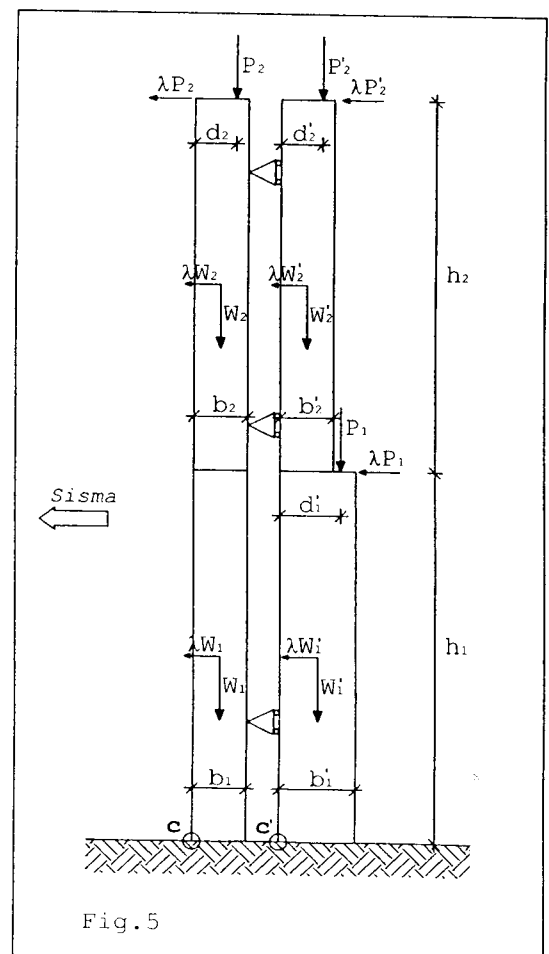 P₂ P'₂
λP₂ λP'₂
d₂ d'₂
λW₂ λW'₂
W₂ W'₂
h₂
b₂ b'₂
P₁
λP₁
Sisma
d'₁
λW₁ λW'₁
W₁ W'₁
h₁
b₁ b'₁
C C'
Fig.5